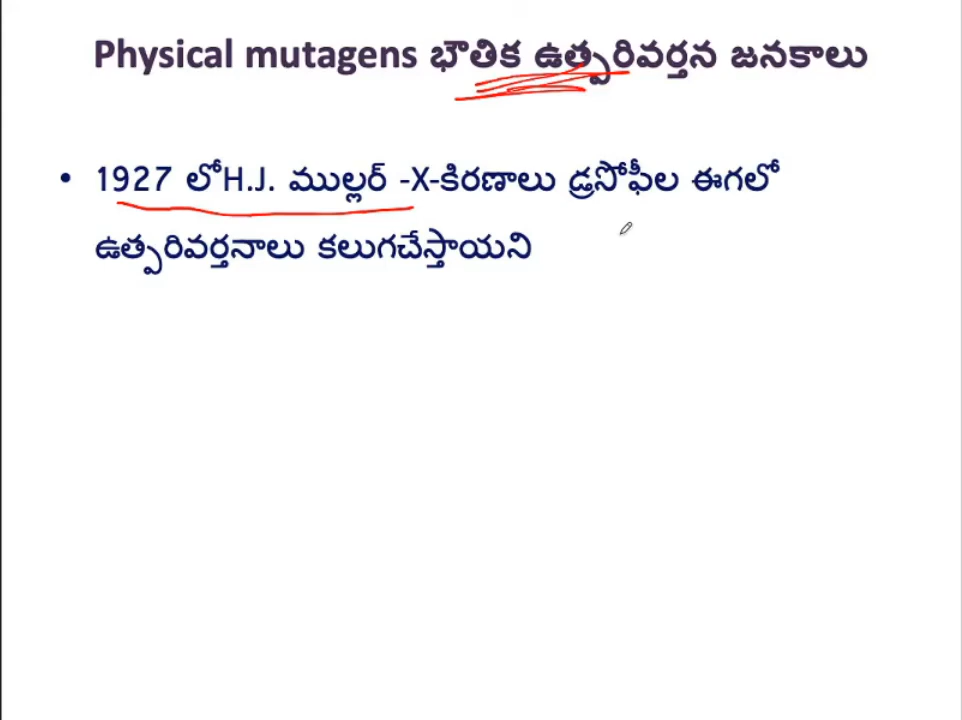 Physical mutagens భౌతిక ఉత్పరివర్తన జనకాలు
• 1927 లోH.J. ముల్లర్ -X-కిరణాలు డ్రసోఫీల ఈగలో
ఉత్పరివర్తనాలు కలుగచేస్తాయని